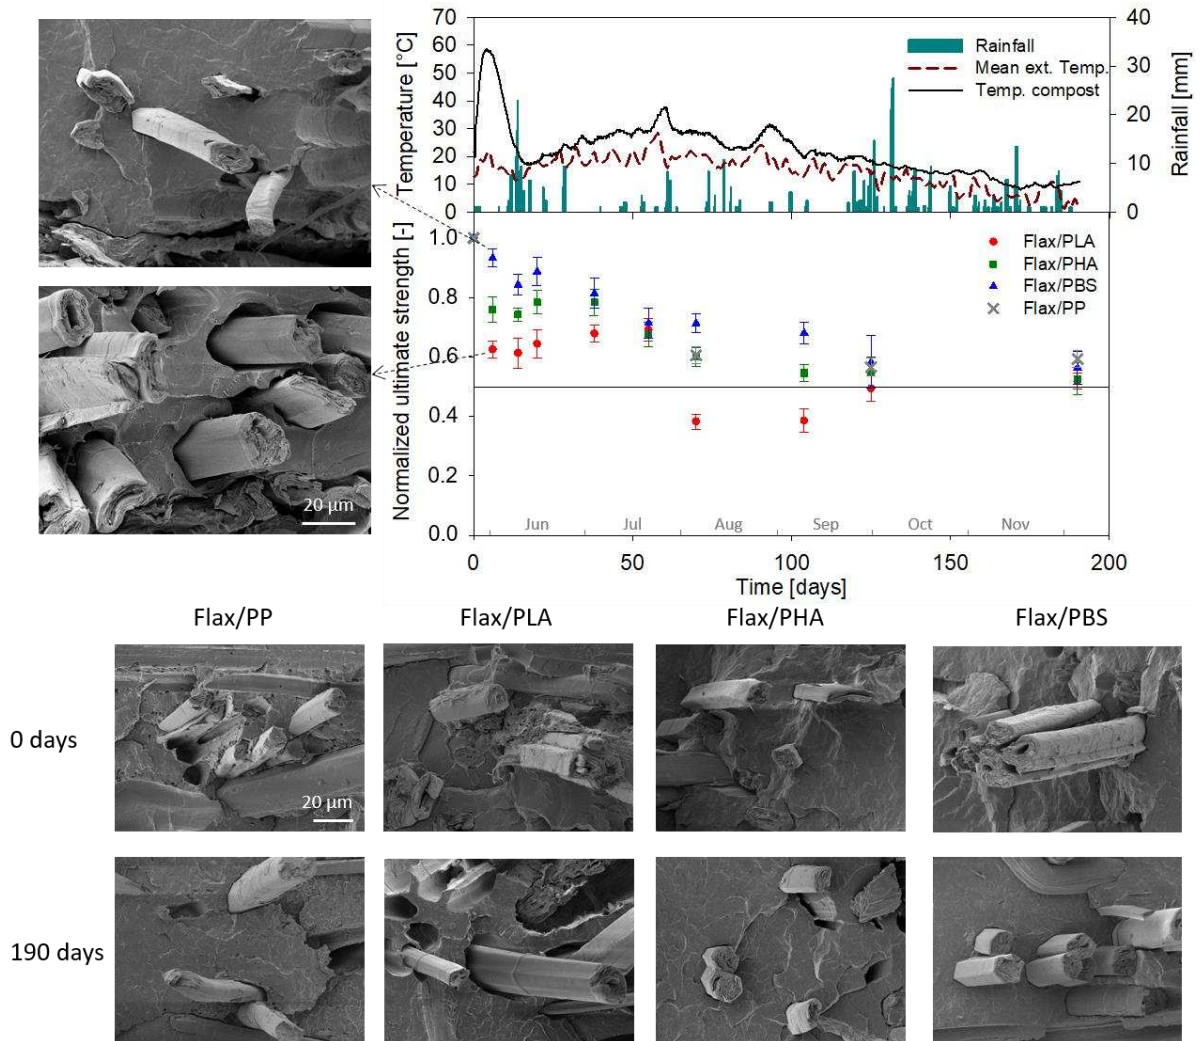 Temperature [°C]
70
60
50
40
30
20
10
0
Rainfall
Mean ext. Temp.
Temp. compost
40
30
20
10
0
Rainfall [mm]
Normalized ultimate strength [-]
1.0
0.8
0.6
0.4
0.2
0.0
Flax/PLA
Flax/PHA
Flax/PBS
Flax/PP
20 µm
Jun Jul Aug Sep Oct Nov
0 50 100 150 200
Time [days]
Flax/PP Flax/PLA Flax/PHA Flax/PBS
0 days
20 µm
190 days